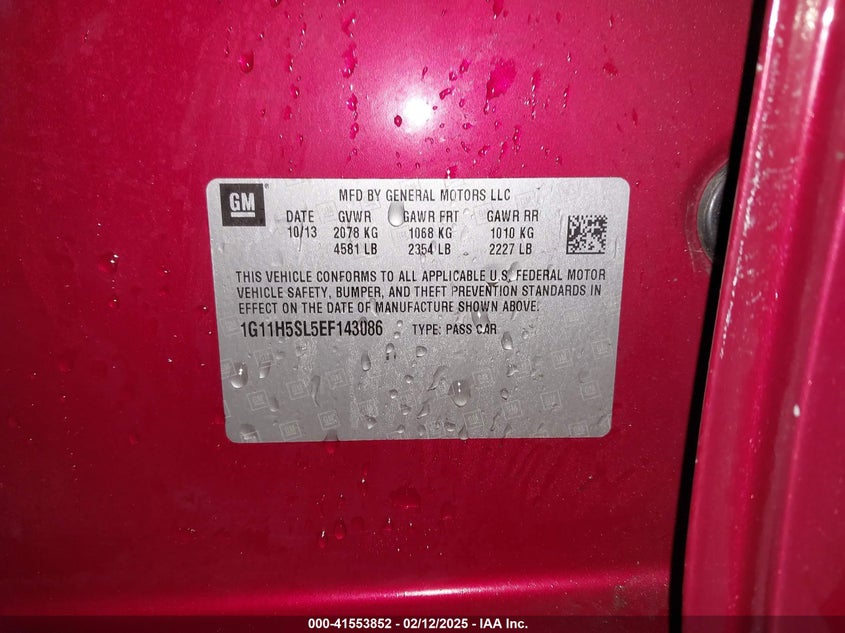 GM
MFD BY GENERAL MOTORS LLC
DATE GVWR GAWR FRT GAWR RR
10/13 2078 KG 1068 KG 1010 KG
4581 LB 2354 LB 2227 LB
THIS VEHICLE CONFORMS TO ALL APPLICABLE U.S. FEDERAL MOTOR
VEHICLE SAFETY, BUMPER, AND THEFT PREVENTION STANDARDS IN
EFFECT ON THE DATE OF MANUFACTURE SHOWN ABOVE.
1G11H5SL5EF143086 TYPE: PASS CAR
000-41553852 - 02/12/2025 - IAA Inc.